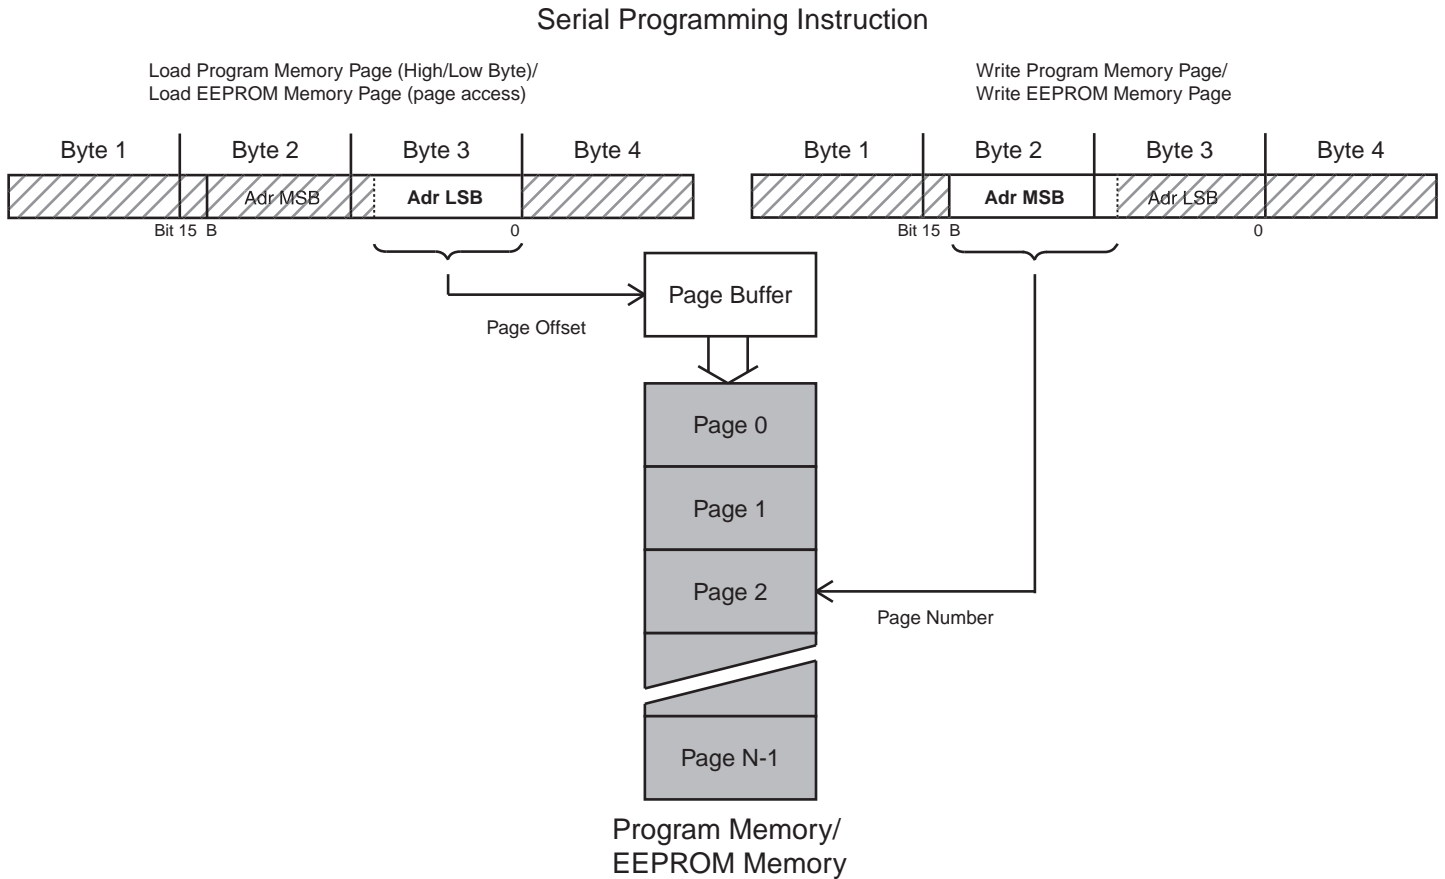 Serial Programming Instruction
Load Program Memory Page (High/Low Byte)/
Load EEPROM Memory Page (page access)
Write Program Memory Page/
Write EEPROM Memory Page
Byte 1 Byte 2 Byte 3 Byte 4
Adr MSB Adr LSB
Bit 15 B 0
Byte 1 Byte 2 Byte 3 Byte 4
Adr MSB Adr LSB
Bit 15 B 0
Page Buffer
Page Offset
Page 0
Page 1
Page 2
Page Number
Page N-1
Program Memory/
EEPROM Memory